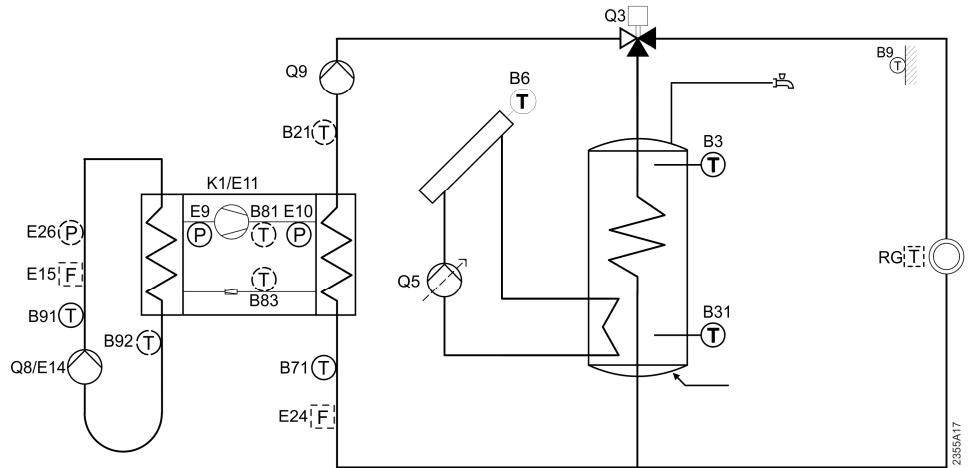 Q3
B9
T
Q9
B6
T
B21 T
B3
T
K1/E11
E9 B81 E10
P T P
E26 P
RG T
E15 F
T
B83
Q5
B91 T
B92 T
B31
T
Q8/E14
B71 T
E24 F
2355A17